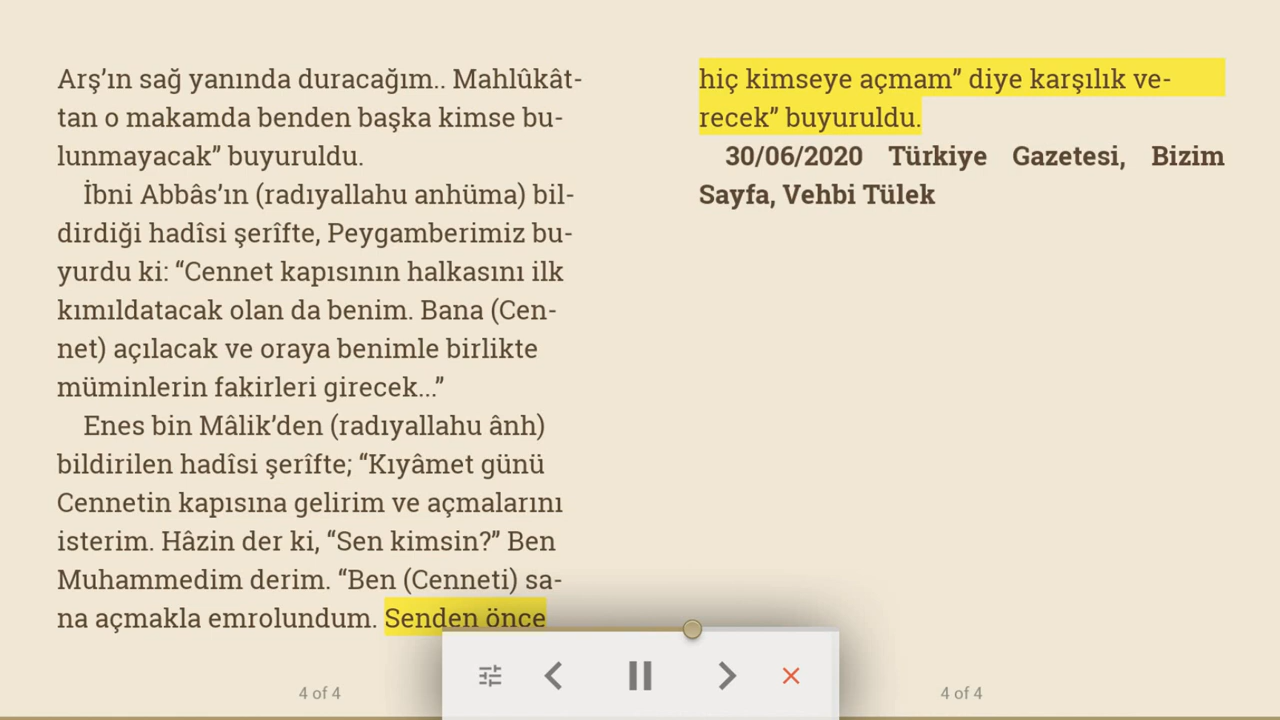 Arş’ın sağ yanında duracağım.. Mahlûkât-
tan o makamda benden başka kimse bu-
lunmayacak” buyuruldu.
İbni Abbâs’ın (radıyallahu anhüma) bil-
dirdiği hadîsi şerîfte, Peygamberimiz bu-
yurdu ki: “Cennet kapısının halkasını ilk
kımıldatacak olan da benim. Bana (Cen-
net) açılacak ve oraya benimle birlikte
müminlerin fakirleri girecek...”
Enes bin Mâlik’den (radıyallahu ânh)
bildirilen hadîsi şerîfte; “Kıyâmet günü
Cennetin kapısına gelirim ve açmalarını
isterim. Hâzin der ki, “Sen kimsin?” Ben
Muhammedim derim. “Ben (Cenneti) sa-
na açmakla emrolundum. Senden önce
4 of 4
hiç kimseye açmam” diye karşılık ve-
recek” buyuruldu.
30/06/2020 Türkiye Gazetesi, Bizim
Sayfa, Vehbi Tülek
4 of 4